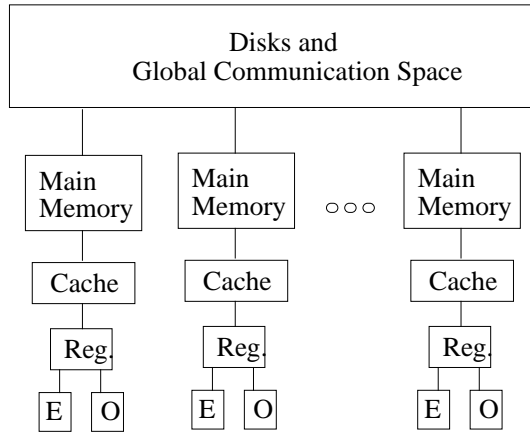 Disks and
Global Communication Space
Main
Memory
Main
Memory
Main
Memory
Cache
Cache
Cache
Reg.
Reg.
Reg.
E O
E O
E O